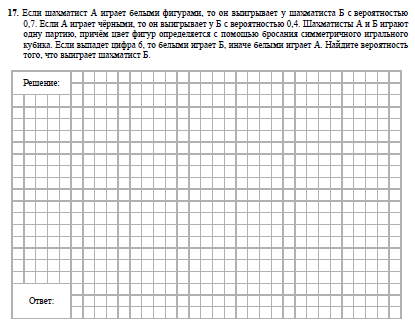 17. Если шахматист А играет белыми фигурами, то он выигрывает у шахматиста Б с вероятностью
0,7. Если А играет чёрными, то он выигрывает у Б с вероятностью 0,4. Шахматисты А и Б играют
одну партию, причём цвет фигур определяется с помощью бросания симметричного игрального
кубика. Если выпадет цифра 6, то белыми играет Б, иначе белыми играет А. Найдите вероятность
того, что выиграет шахматист Б.
Решение:
Ответ: